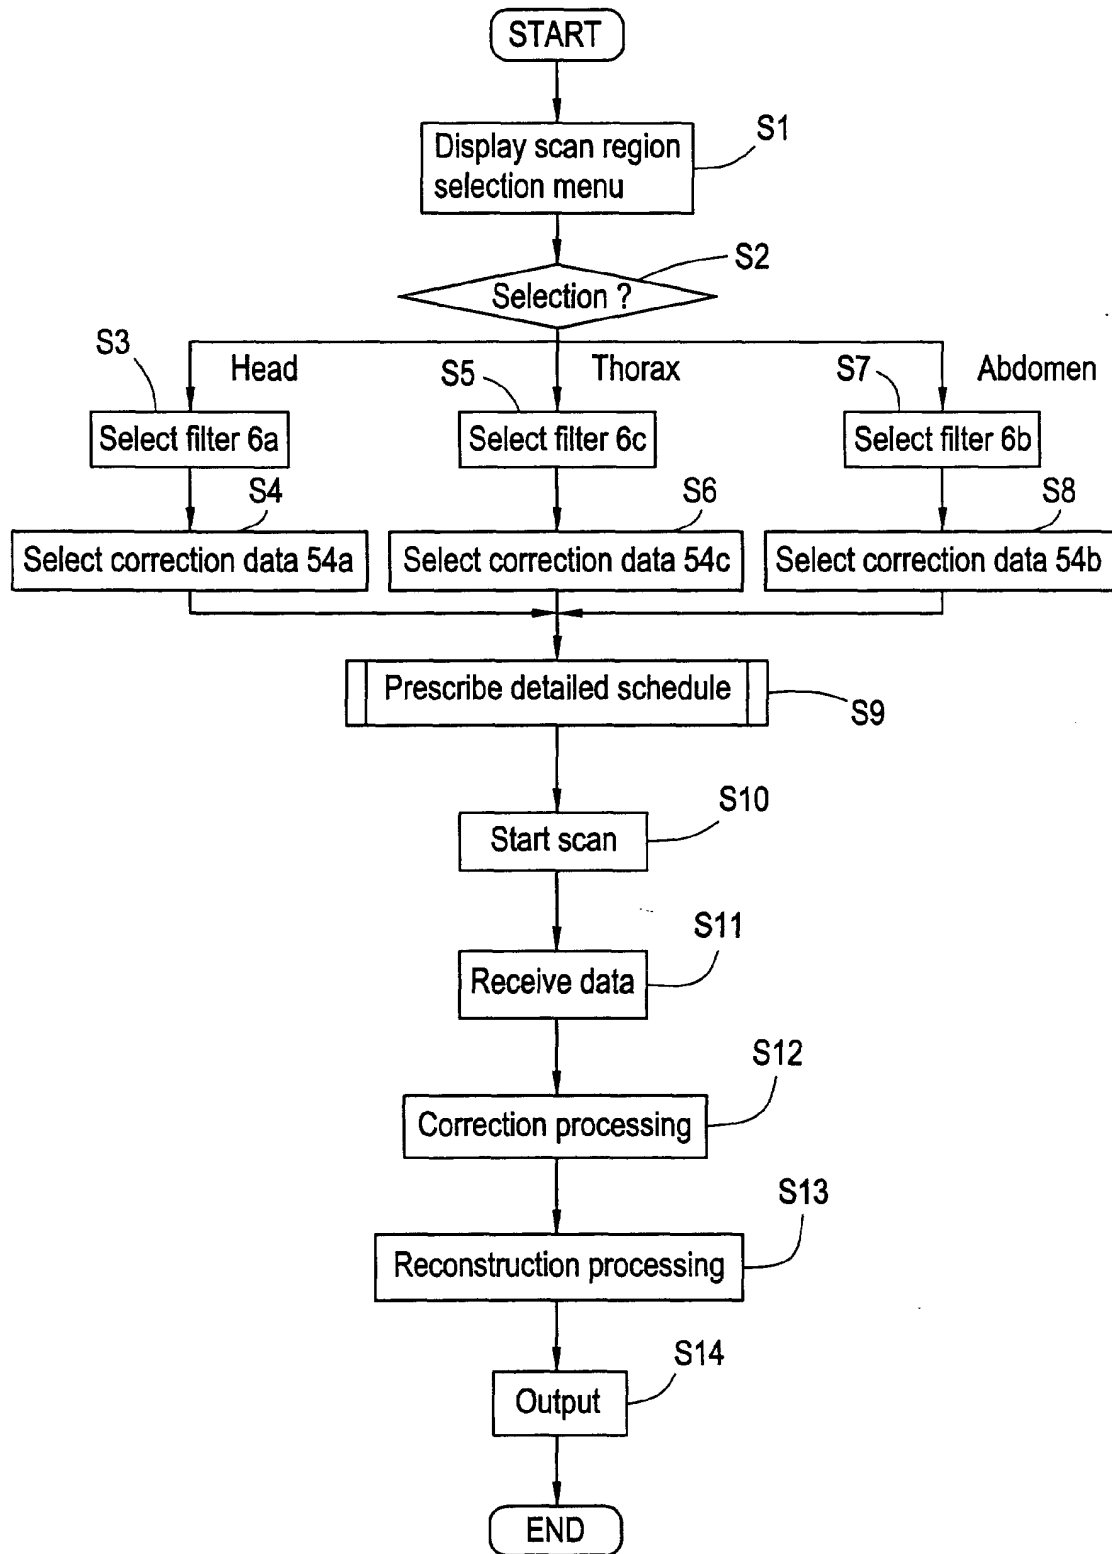 START
Display scan region
selection menu
S1
S2
Selection ?
S3
Head
S5
Thorax
S7
Abdomen
Select filter 6a
Select filter 6c
Select filter 6b
S4
S6
S8
Select correction data 54a
Select correction data 54c
Select correction data 54b
Prescribe detailed schedule
S9
S10
Start scan
S11
Receive data
S12
Correction processing
S13
Reconstruction processing
S14
Output
END